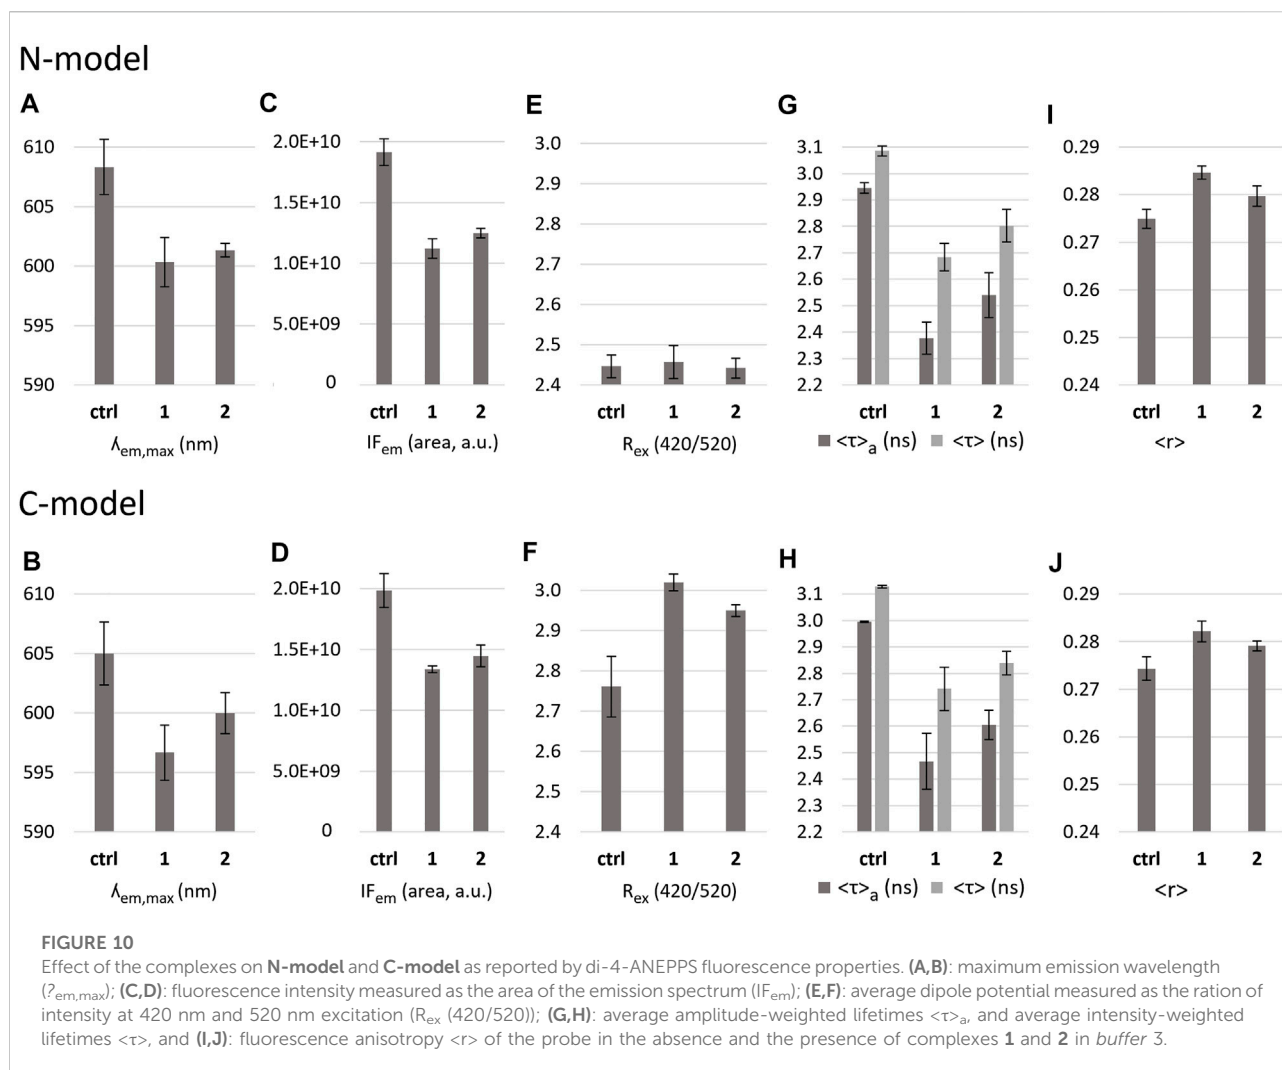 N-model
A
610
605
600
595
590
ctrl 1 2
ʎem,max (nm)
C
2.0E+10
1.5E+10
1.0E+10
5.0E+09
0
ctrl 1 2
IFem (area, a.u.)
E
3.0
2.9
2.8
2.7
2.6
2.5
2.4
ctrl 1 2
Rex (420/520)
G
3.1
3.0
2.9
2.8
2.7
2.6
2.5
2.4
2.3
2.2
ctrl 1 2
<τ>a (ns) <τ> (ns)
I
0.29
0.28
0.27
0.26
0.25
0.24
ctrl 1 2
<r>
C-model
B
610
605
600
595
590
ctrl 1 2
ʎem,max (nm)
D
2.0E+10
1.5E+10
1.0E+10
5.0E+09
0
ctrl 1 2
IFem (area, a.u.)
F
3.0
2.9
2.8
2.7
2.6
2.5
2.4
ctrl 1 2
Rex (420/520)
H
3.1
3.0
2.9
2.8
2.7
2.6
2.5
2.4
2.3
2.2
ctrl 1 2
<τ>a (ns) <τ> (ns)
J
0.29
0.28
0.27
0.26
0.25
0.24
ctrl 1 2
<r>
FIGURE 10
Effect of the complexes on N-model and C-model as reported by di-4-ANEPPS fluorescence properties. (A,B): maximum emission wavelength
(?em,max); (C,D): fluorescence intensity measured as the area of the emission spectrum (IFem); (E,F): average dipole potential measured as the ration of
intensity at 420 nm and 520 nm excitation (Rex (420/520)); (G,H): average amplitude-weighted lifetimes <τ>a, and average intensity-weighted
lifetimes <τ>, and (I,J): fluorescence anisotropy <r> of the probe in the absence and the presence of complexes 1 and 2 in buffer 3.